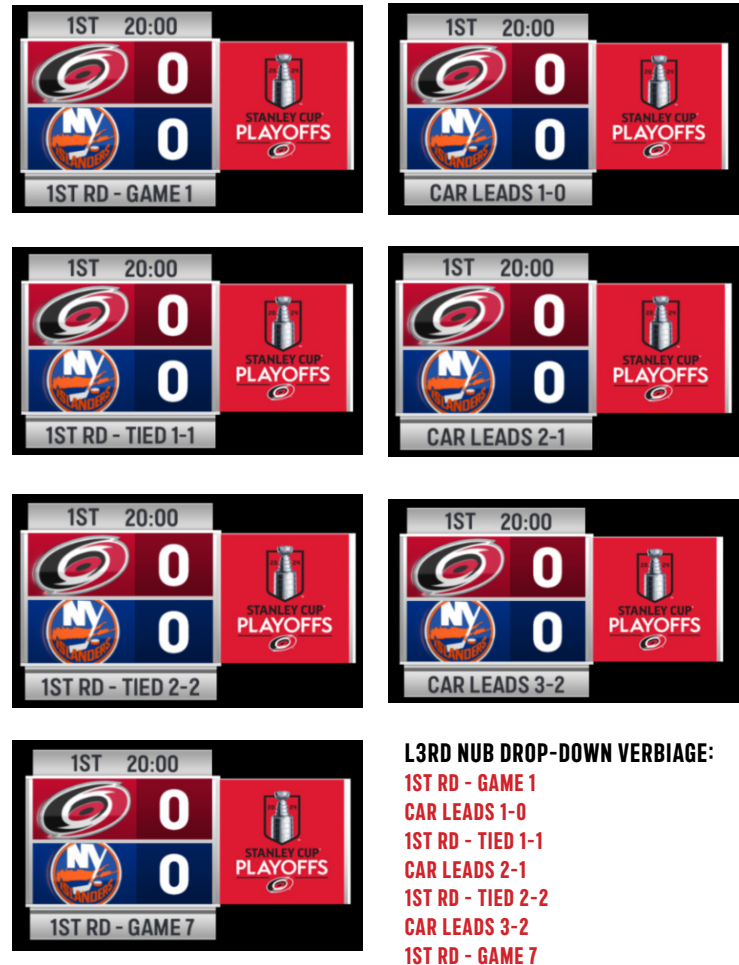 1ST 20:00
0
NY ISLANDERS 0
STANLEY CUP
PLAYOFFS
1ST RD - GAME 1
1ST 20:00
0
NY ISLANDERS 0
STANLEY CUP
PLAYOFFS
CAR LEADS 1-0
1ST 20:00
0
NY ISLANDERS 0
STANLEY CUP
PLAYOFFS
1ST RD - TIED 1-1
1ST 20:00
0
NY ISLANDERS 0
STANLEY CUP
PLAYOFFS
CAR LEADS 2-1
1ST 20:00
0
NY ISLANDERS 0
STANLEY CUP
PLAYOFFS
1ST RD - TIED 2-2
1ST 20:00
0
NY ISLANDERS 0
STANLEY CUP
PLAYOFFS
CAR LEADS 3-2
1ST 20:00
0
NY ISLANDERS 0
STANLEY CUP
PLAYOFFS
1ST RD - GAME 7
L3RD NUB DROP-DOWN VERBIAGE:
1ST RD - GAME 1
CAR LEADS 1-0
1ST RD - TIED 1-1
CAR LEADS 2-1
1ST RD - TIED 2-2
CAR LEADS 3-2
1ST RD - GAME 7